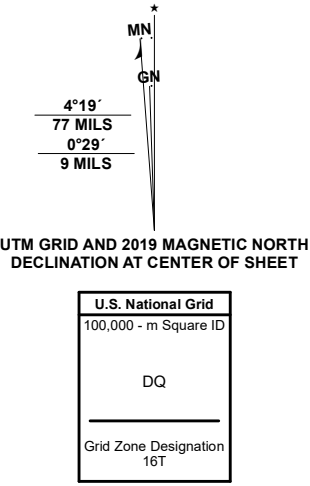 MN
GN
4°19´
77 MILS
0°29´
9 MILS
UTM GRID AND 2019 MAGNETIC NORTH
DECLINATION AT CENTER OF SHEET
U.S. National Grid
100,000 - m Square ID
DQ
Grid Zone Designation
16T